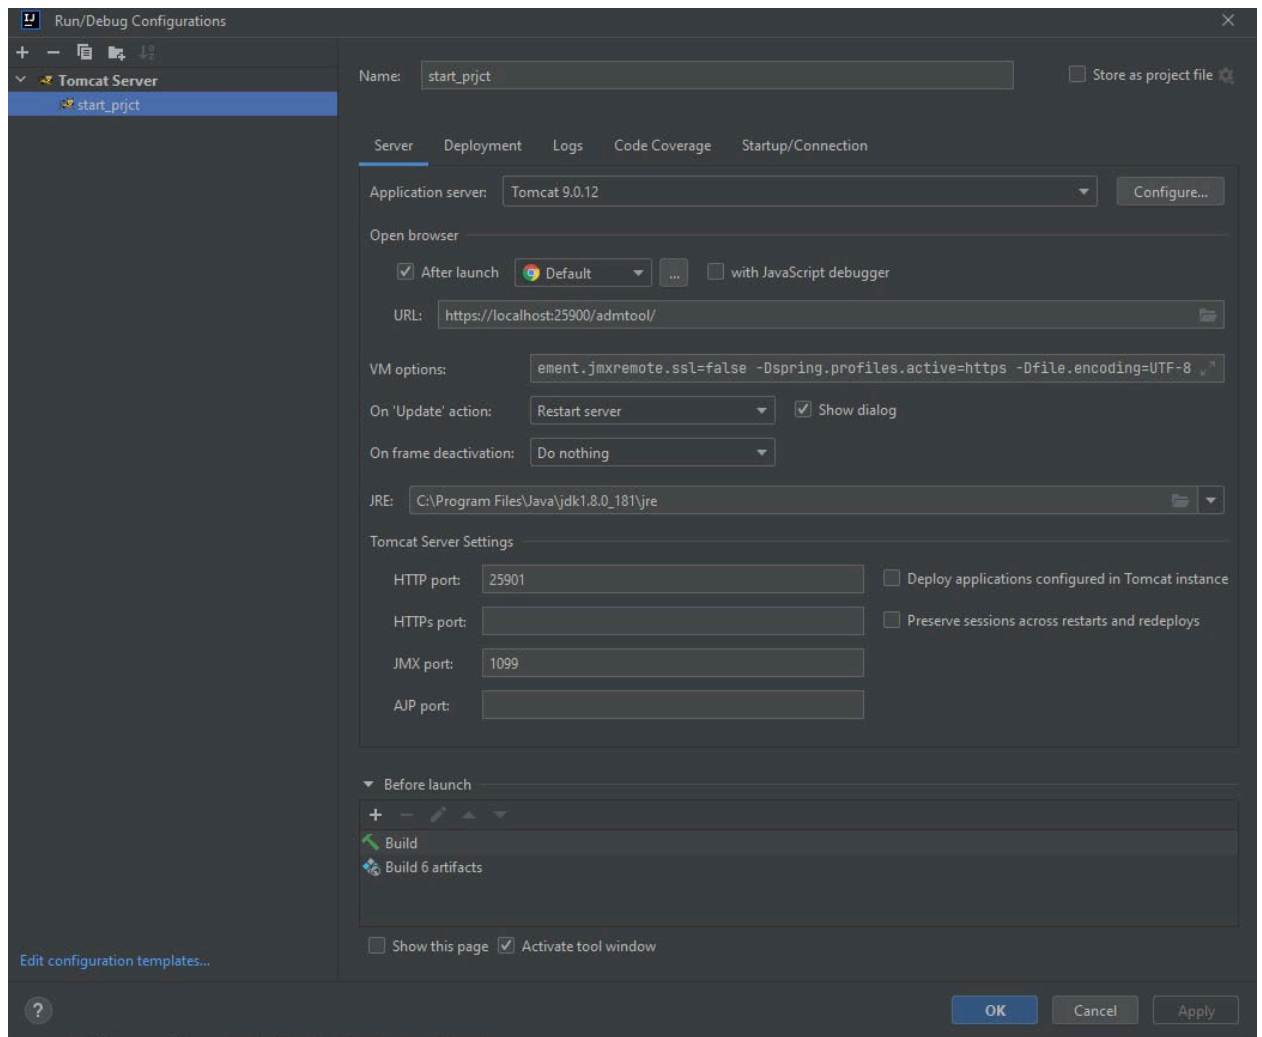 Run/Debug Configurations
Tomcat Server
start_prjct
Edit configuration templates...
Name: start_prjct Store as project file
Server Deployment Logs Code Coverage Startup/Connection
Application server: Tomcat 9.0.12 Configure...
Open browser
After launch Default ... with JavaScript debugger
URL: https://localhost:25900/admtool/
VM options: ement.jmxremote.ssl=false -Dspring.profiles.active=https -Dfile.encoding=UTF-8
On 'Update' action: Restart server Show dialog
On frame deactivation: Do nothing
JRE: C:\Program Files\Java\jdk1.8.0_181\jre
Tomcat Server Settings
HTTP port: 25901 Deploy applications configured in Tomcat instance
HTTPs port: Preserve sessions across restarts and redeploys
JMX port: 1099
AJP port:
Before launch
Build
Build 6 artifacts
Show this page Activate tool window
? OK Cancel Apply